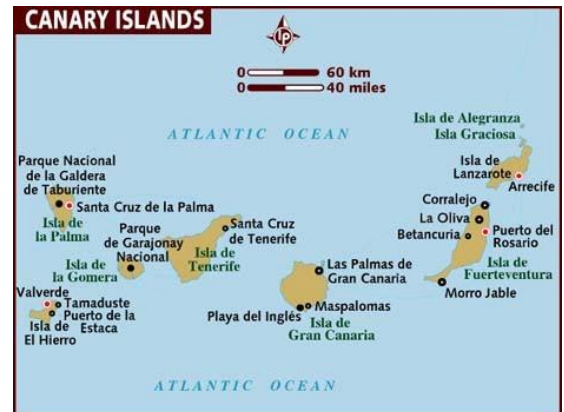 CANARY ISLANDS
lp
0 60 km
0 40 miles
ATLANTIC OCEAN
Isla de Alegranza
Isla Graciosa
Isla de
Lanzarote
Arrecife
Parque Nacional
de la Galdera
de Taburiente
Santa Cruz de la Palma
Isla de
la Palma
Parque
de Garajonay
Nacional
Isla de
la Gomera
Santa Cruz
de Tenerife
Isla de
Tenerife
Corralejo
La Oliva
Betancuria
Puerto del
Rosario
Isla de
Fuerteventura
Morro Jable
Las Palmas de
Gran Canaria
Maspalomas
Playa del Inglés
Isla de
Gran Canaria
Valverde
Tamaduste
Puerto de la
Estaca
Isla de
El Hierro
ATLANTIC OCEAN